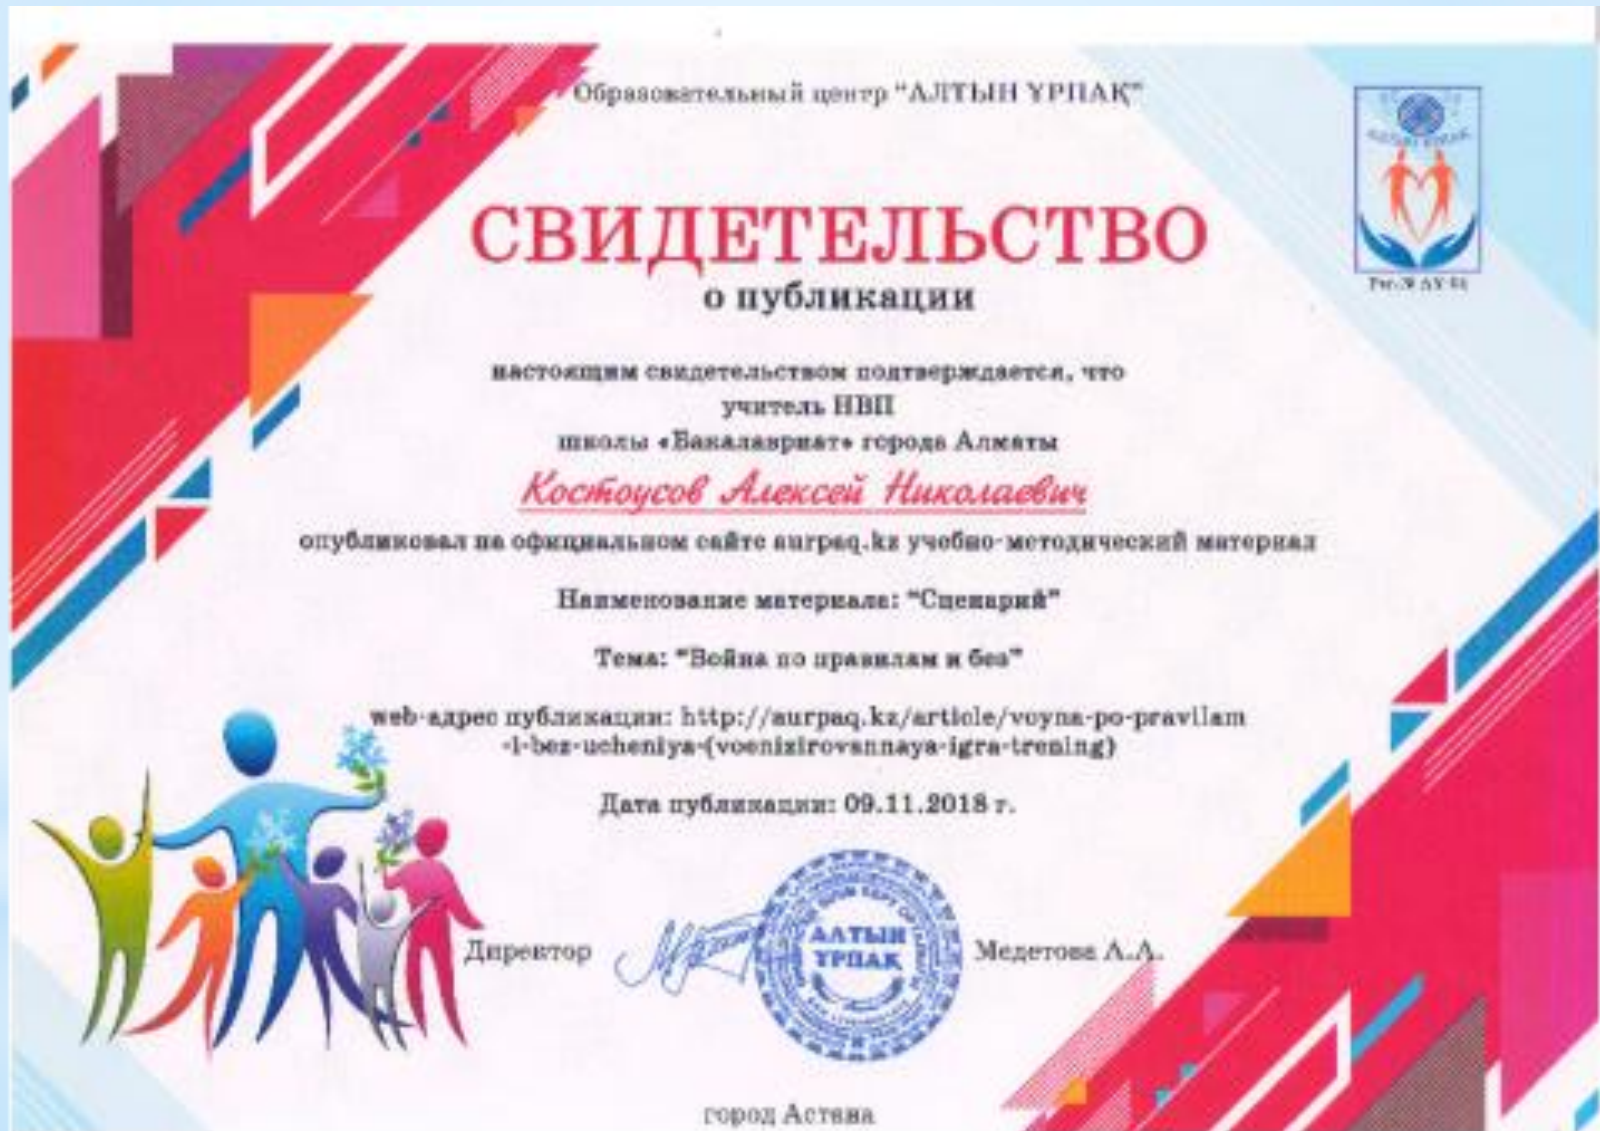 Образовательный центр "АЛТЫН ҰРПАҚ"
АЛТЫН ҰРПАҚ
СВИДЕТЕЛЬСТВО
о публикации
настоящим свидетельством подтверждается, что
учитель НВП
школы «Бакалавриат» города Алматы
Костоусов Алексей Николаевич
опубликовал на официальном сайте aurpaq.kz учебно-методический материал
Наименование материала: "Сценарий"
Тема: "Война по правилам и без"
web-адрес публикации: http://aurpaq.kz/article/voyna-po-pravilam
-i-bez-ucheniya-(voenizirovannaya-igra-trening)
Дата публикации: 09.11.2018 г.
Директор
АЛТЫН
ҰРПАҚ
Медетова А.А.
город Астана